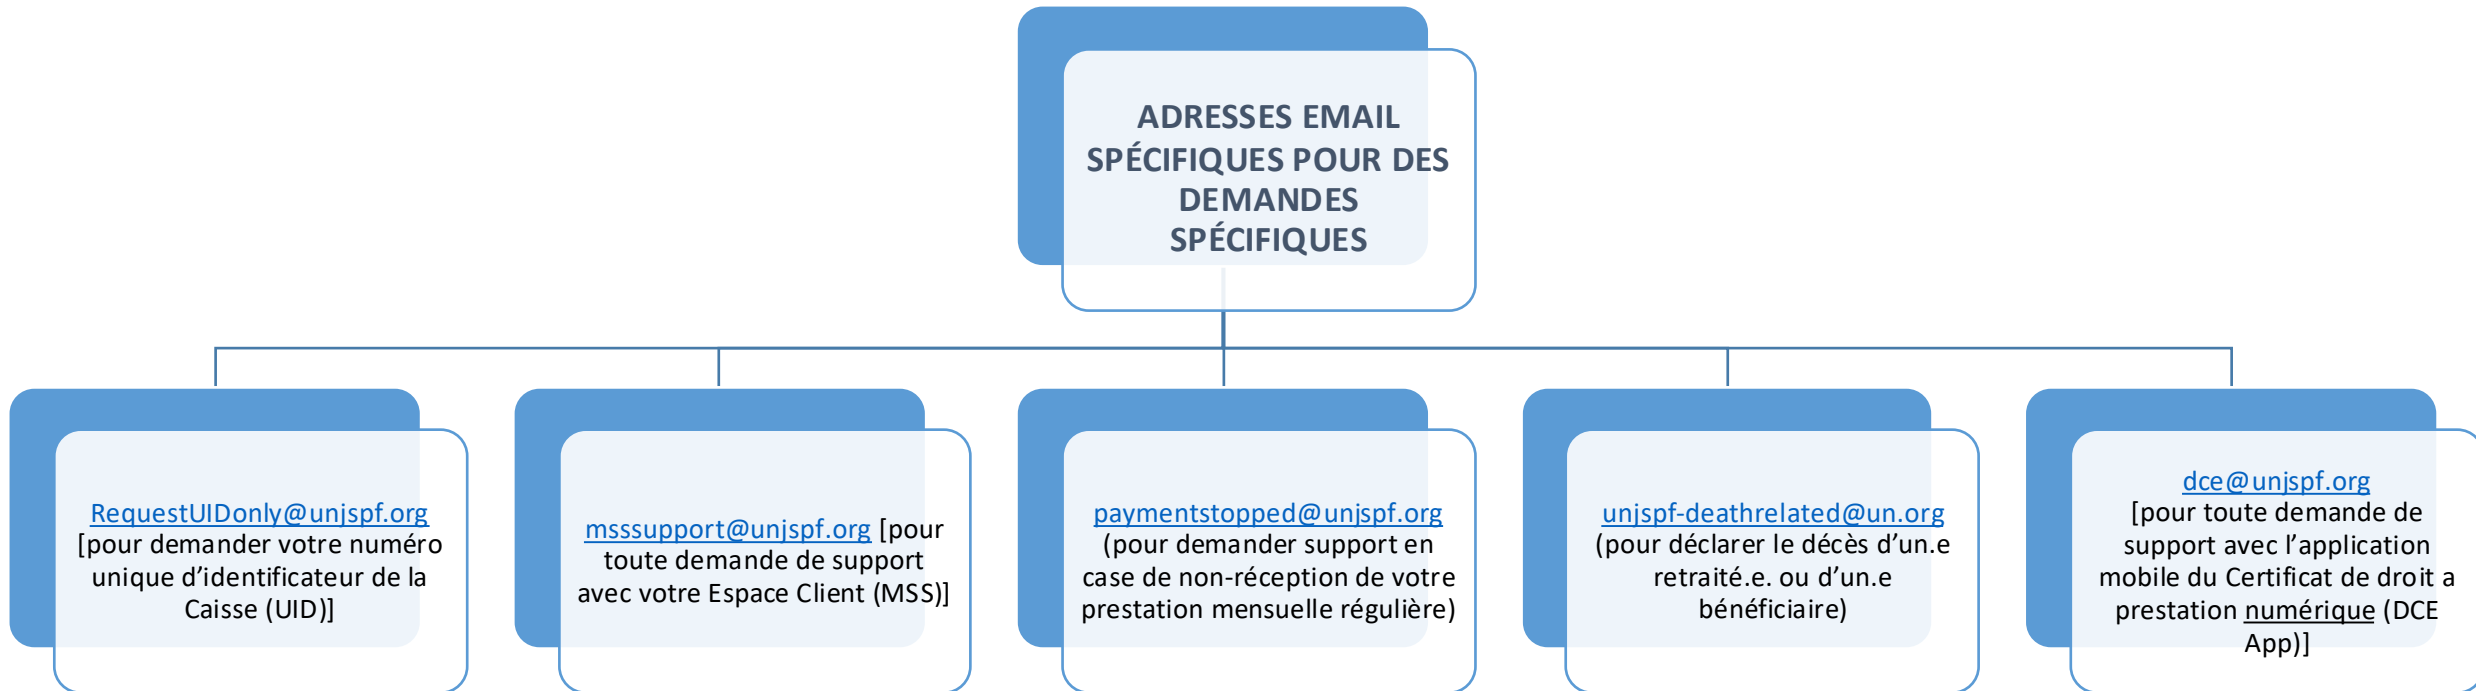 ADRESSES EMAIL
SPÉCIFIQUES POUR DES
DEMANDES
SPÉCIFIQUES
RequestUIDonly@unjspf.org
[pour demander votre numéro
unique d’identificateur de la
Caisse (UID)]
msssupport@unjspf.org [pour
toute demande de support
avec votre Espace Client (MSS)]
paymentstopped@unjspf.org
(pour demander support en
case de non-réception de votre
prestation mensuelle régulière)
unjspf-deathrelated@un.org
(pour déclarer le décès d’un.e
retraité.e. ou d’un.e
bénéficiaire)
dce@unjspf.org
[pour toute demande de
support avec l’application
mobile du Certificat de droit a
prestation numérique (DCE
App)]